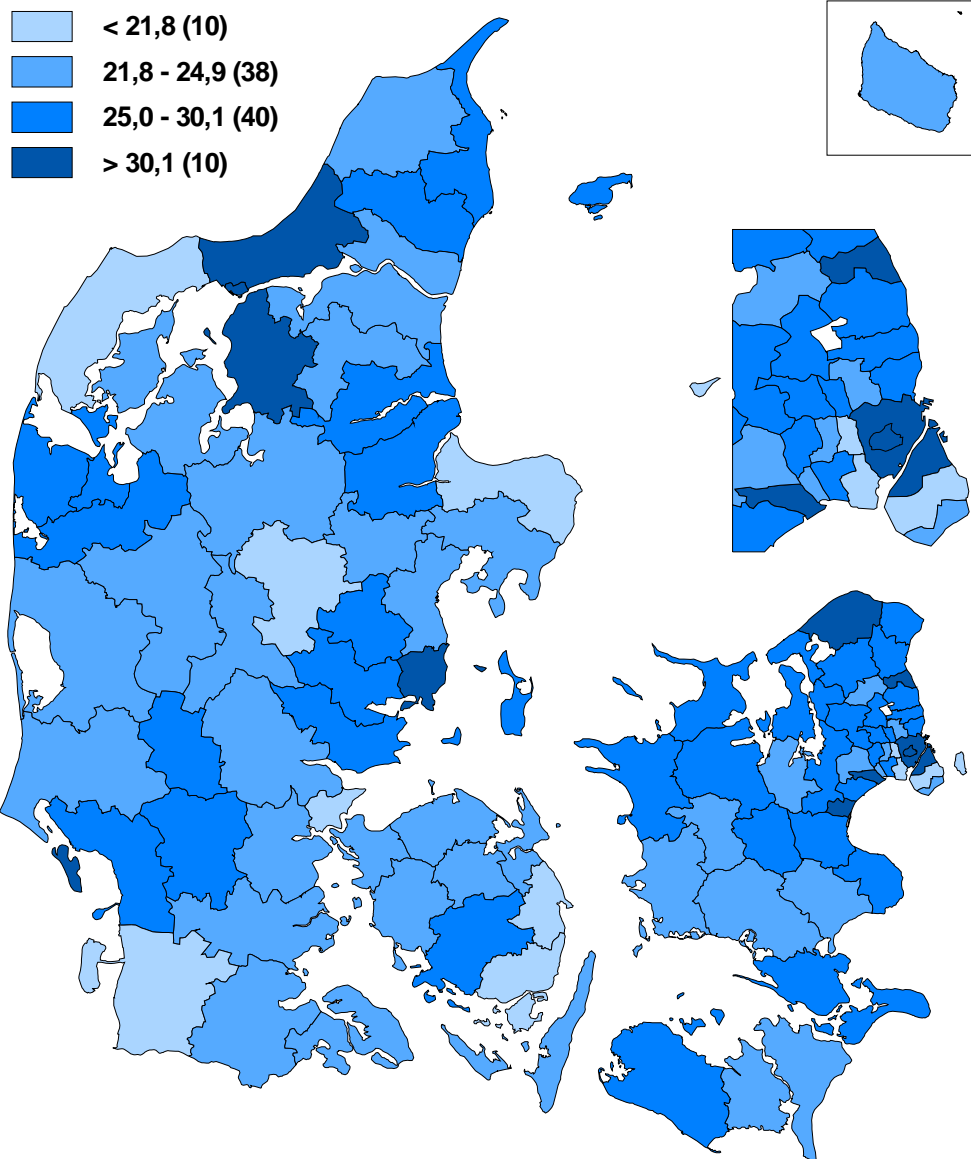 < 21,8 (10)
21,8 - 24,9 (38)
25,0 - 30,1 (40)
> 30,1 (10)